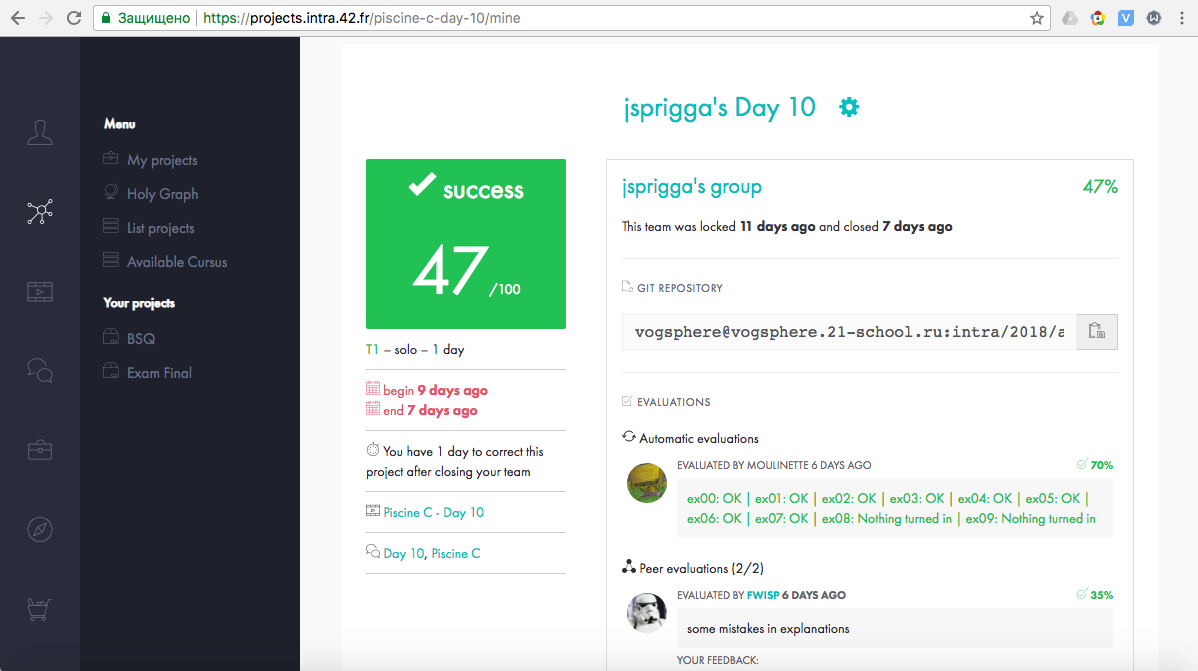 Защищено https://projects.intra.42.fr/piscine-c-day-10/mine
Menu
My projects
Holy Graph
List projects
Available Cursus
Your projects
BSQ
Exam Final
jsprigga's Day 10
success
47 /100
T1 – solo – 1 day
begin 9 days ago
end 7 days ago
You have 1 day to correct this
project after closing your team
Piscine C - Day 10
Day 10, Piscine C
jsprigga's group 47%
This team was locked 11 days ago and closed 7 days ago
GIT REPOSITORY
vogsphere@vogsphere.21-school.ru:intra/2018/a
EVALUATIONS
Automatic evaluations
EVALUATED BY MOULINETTE 6 DAYS AGO 70%
ex00: OK | ex01: OK | ex02: OK | ex03: OK | ex04: OK | ex05: OK |
ex06: OK | ex07: OK | ex08: Nothing turned in | ex09: Nothing turned in
Peer evaluations (2/2)
EVALUATED BY FWISP 6 DAYS AGO 35%
some mistakes in explanations
YOUR FEEDBACK: